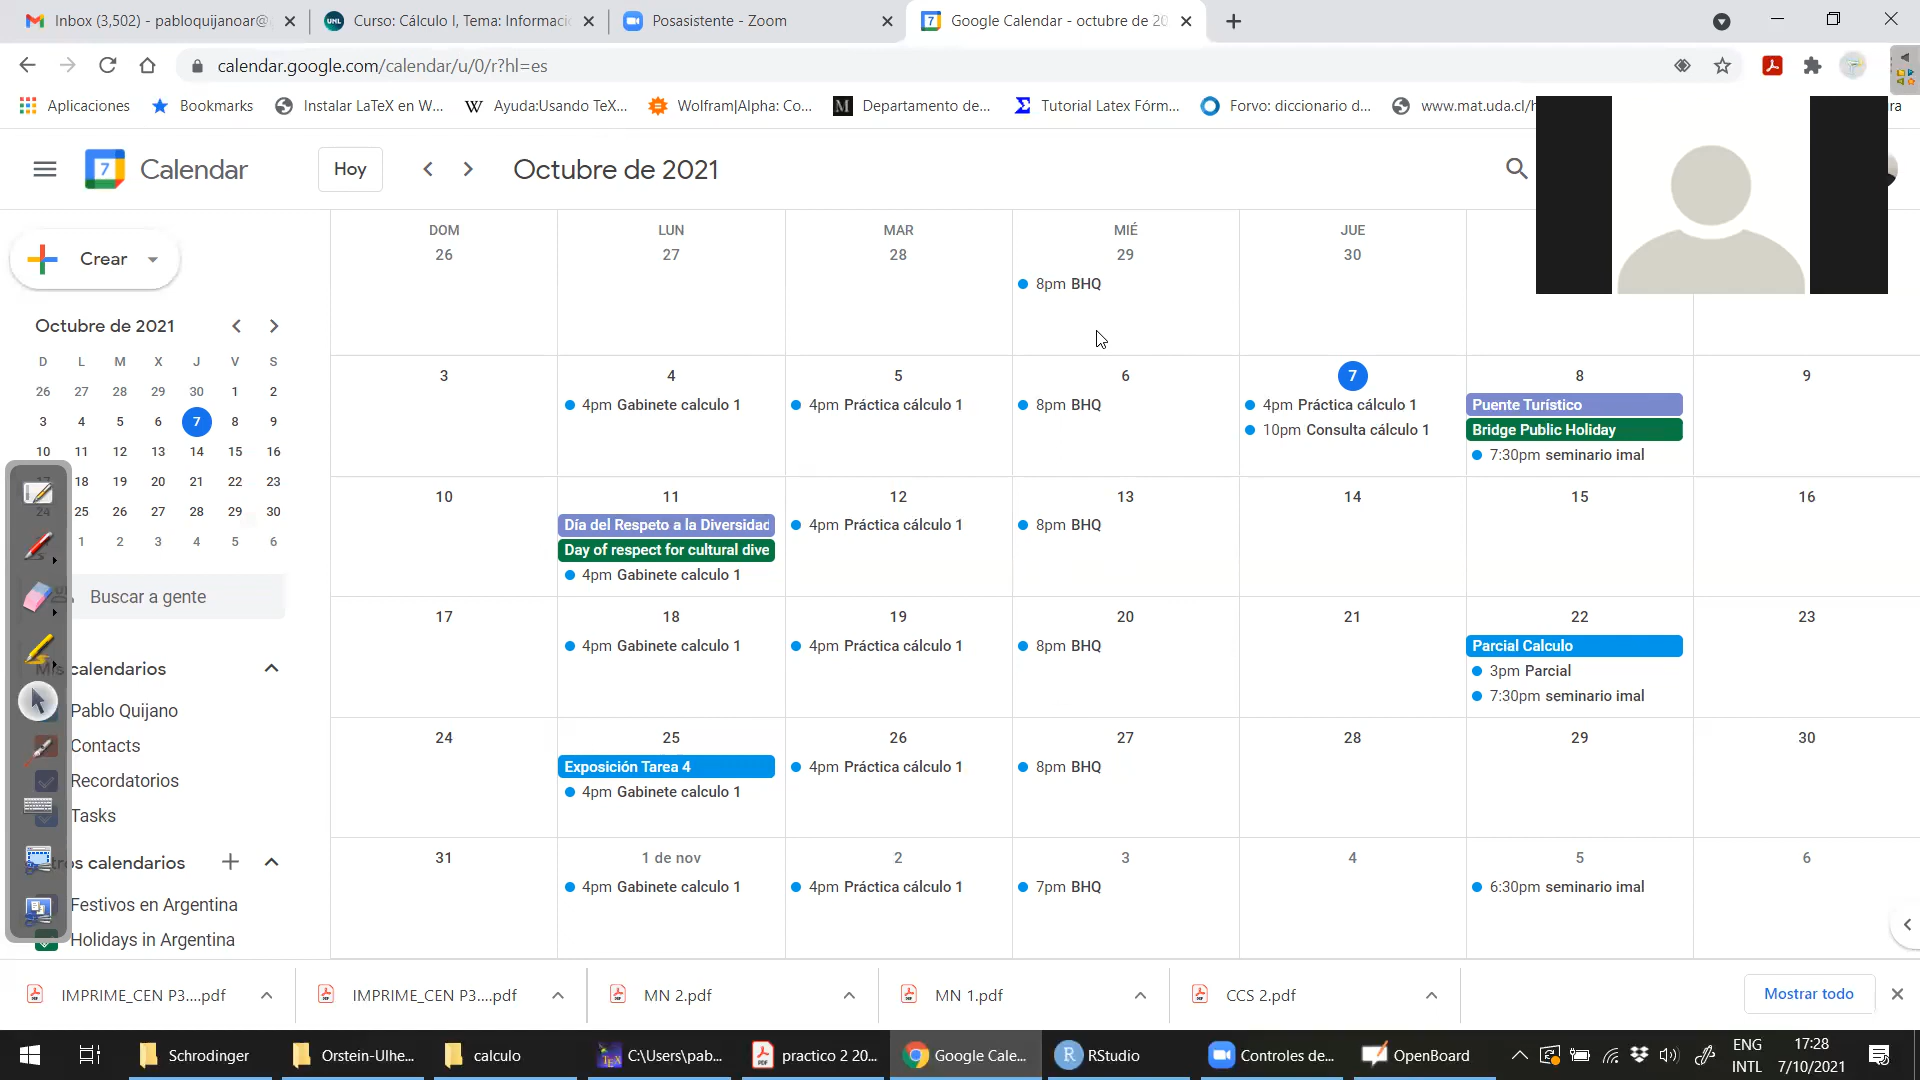 Inbox (3,502) - pabloquijanoar@
Curso: Cálculo I, Tema: Informaci
Posasistente - Zoom
Google Calendar - octubre de 20
calendar.google.com/calendar/u/0/r?hl=es
Aplicaciones
Bookmarks
Instalar LaTeX en W...
Ayuda:Usando TeX...
Wolfram|Alpha: Co...
Departamento de...
Tutorial Latex Fórm...
Forvo: diccionario d...
www.mat.uda.cl/h
ra
7
Calendar
Hoy
Octubre de 2021
Crear
Octubre de 2021
D L M X J V S
26 27 28 29 30 1 2
3 4 5 6 7 8 9
10 11 12 13 14 15 16
17 18 19 20 21 22 23
24 25 26 27 28 29 30
1 2 3 4 5 6
Buscar a gente
Mis calendarios
Pablo Quijano
Contacts
Recordatorios
Tasks
ros calendarios
Festivos en Argentina
Holidays in Argentina
DOM LUN MAR MIÉ JUE
26 27 28 29 30
8pm BHQ
3 4 5 6 7 8 9
4pm Gabinete calculo 1
4pm Práctica cálculo 1
8pm BHQ
4pm Práctica cálculo 1
10pm Consulta cálculo 1
Puente Turístico
Bridge Public Holiday
7:30pm seminario imal
10 11 12 13 14 15 16
Día del Respeto a la Diversidad
Day of respect for cultural dive
4pm Gabinete calculo 1
4pm Práctica cálculo 1
8pm BHQ
17 18 19 20 21 22 23
4pm Gabinete calculo 1
4pm Práctica cálculo 1
8pm BHQ
Parcial Calculo
3pm Parcial
7:30pm seminario imal
24 25 26 27 28 29 30
Exposición Tarea 4
4pm Gabinete calculo 1
4pm Práctica cálculo 1
8pm BHQ
31 1 de nov 2 3 4 5 6
4pm Gabinete calculo 1
4pm Práctica cálculo 1
7pm BHQ
6:30pm seminario imal
IMPRIME_CEN P3....pdf
IMPRIME_CEN P3....pdf
MN 2.pdf
MN 1.pdf
CCS 2.pdf
Mostrar todo
Schrodinger
Orstein-Ulhe...
calculo
C:\Users\pab...
practico 2 20...
Google Cale...
RStudio
Controles de...
OpenBoard
ENG
INTL
17:28
7/10/2021